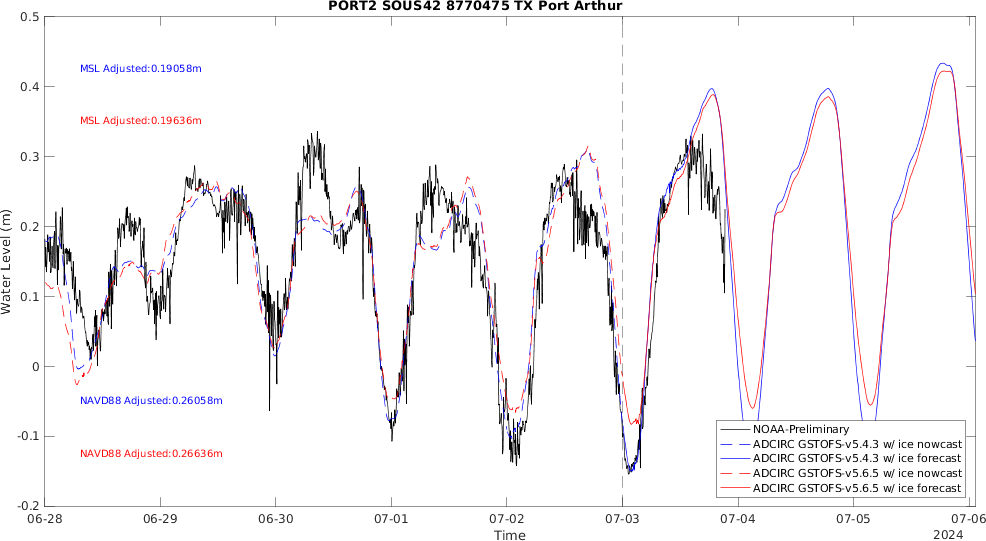 PORT2 SOUS42 8770475 TX Port Arthur
0.5
0.4
0.3
0.2
0.1
0
-0.1
-0.2
Water Level (m)
MSL Adjusted:0.19058m
MSL Adjusted:0.19636m
NAVD88 Adjusted:0.26058m
NAVD88 Adjusted:0.26636m
NOAA-Preliminary
ADCIRC GSTOFS-v5.4.3 w/ ice nowcast
ADCIRC GSTOFS-v5.4.3 w/ ice forecast
ADCIRC GSTOFS-v5.6.5 w/ ice nowcast
ADCIRC GSTOFS-v5.6.5 w/ ice forecast
06-28 06-29 06-30 07-01 07-02 07-03 07-04 07-05 07-06
Time
2024